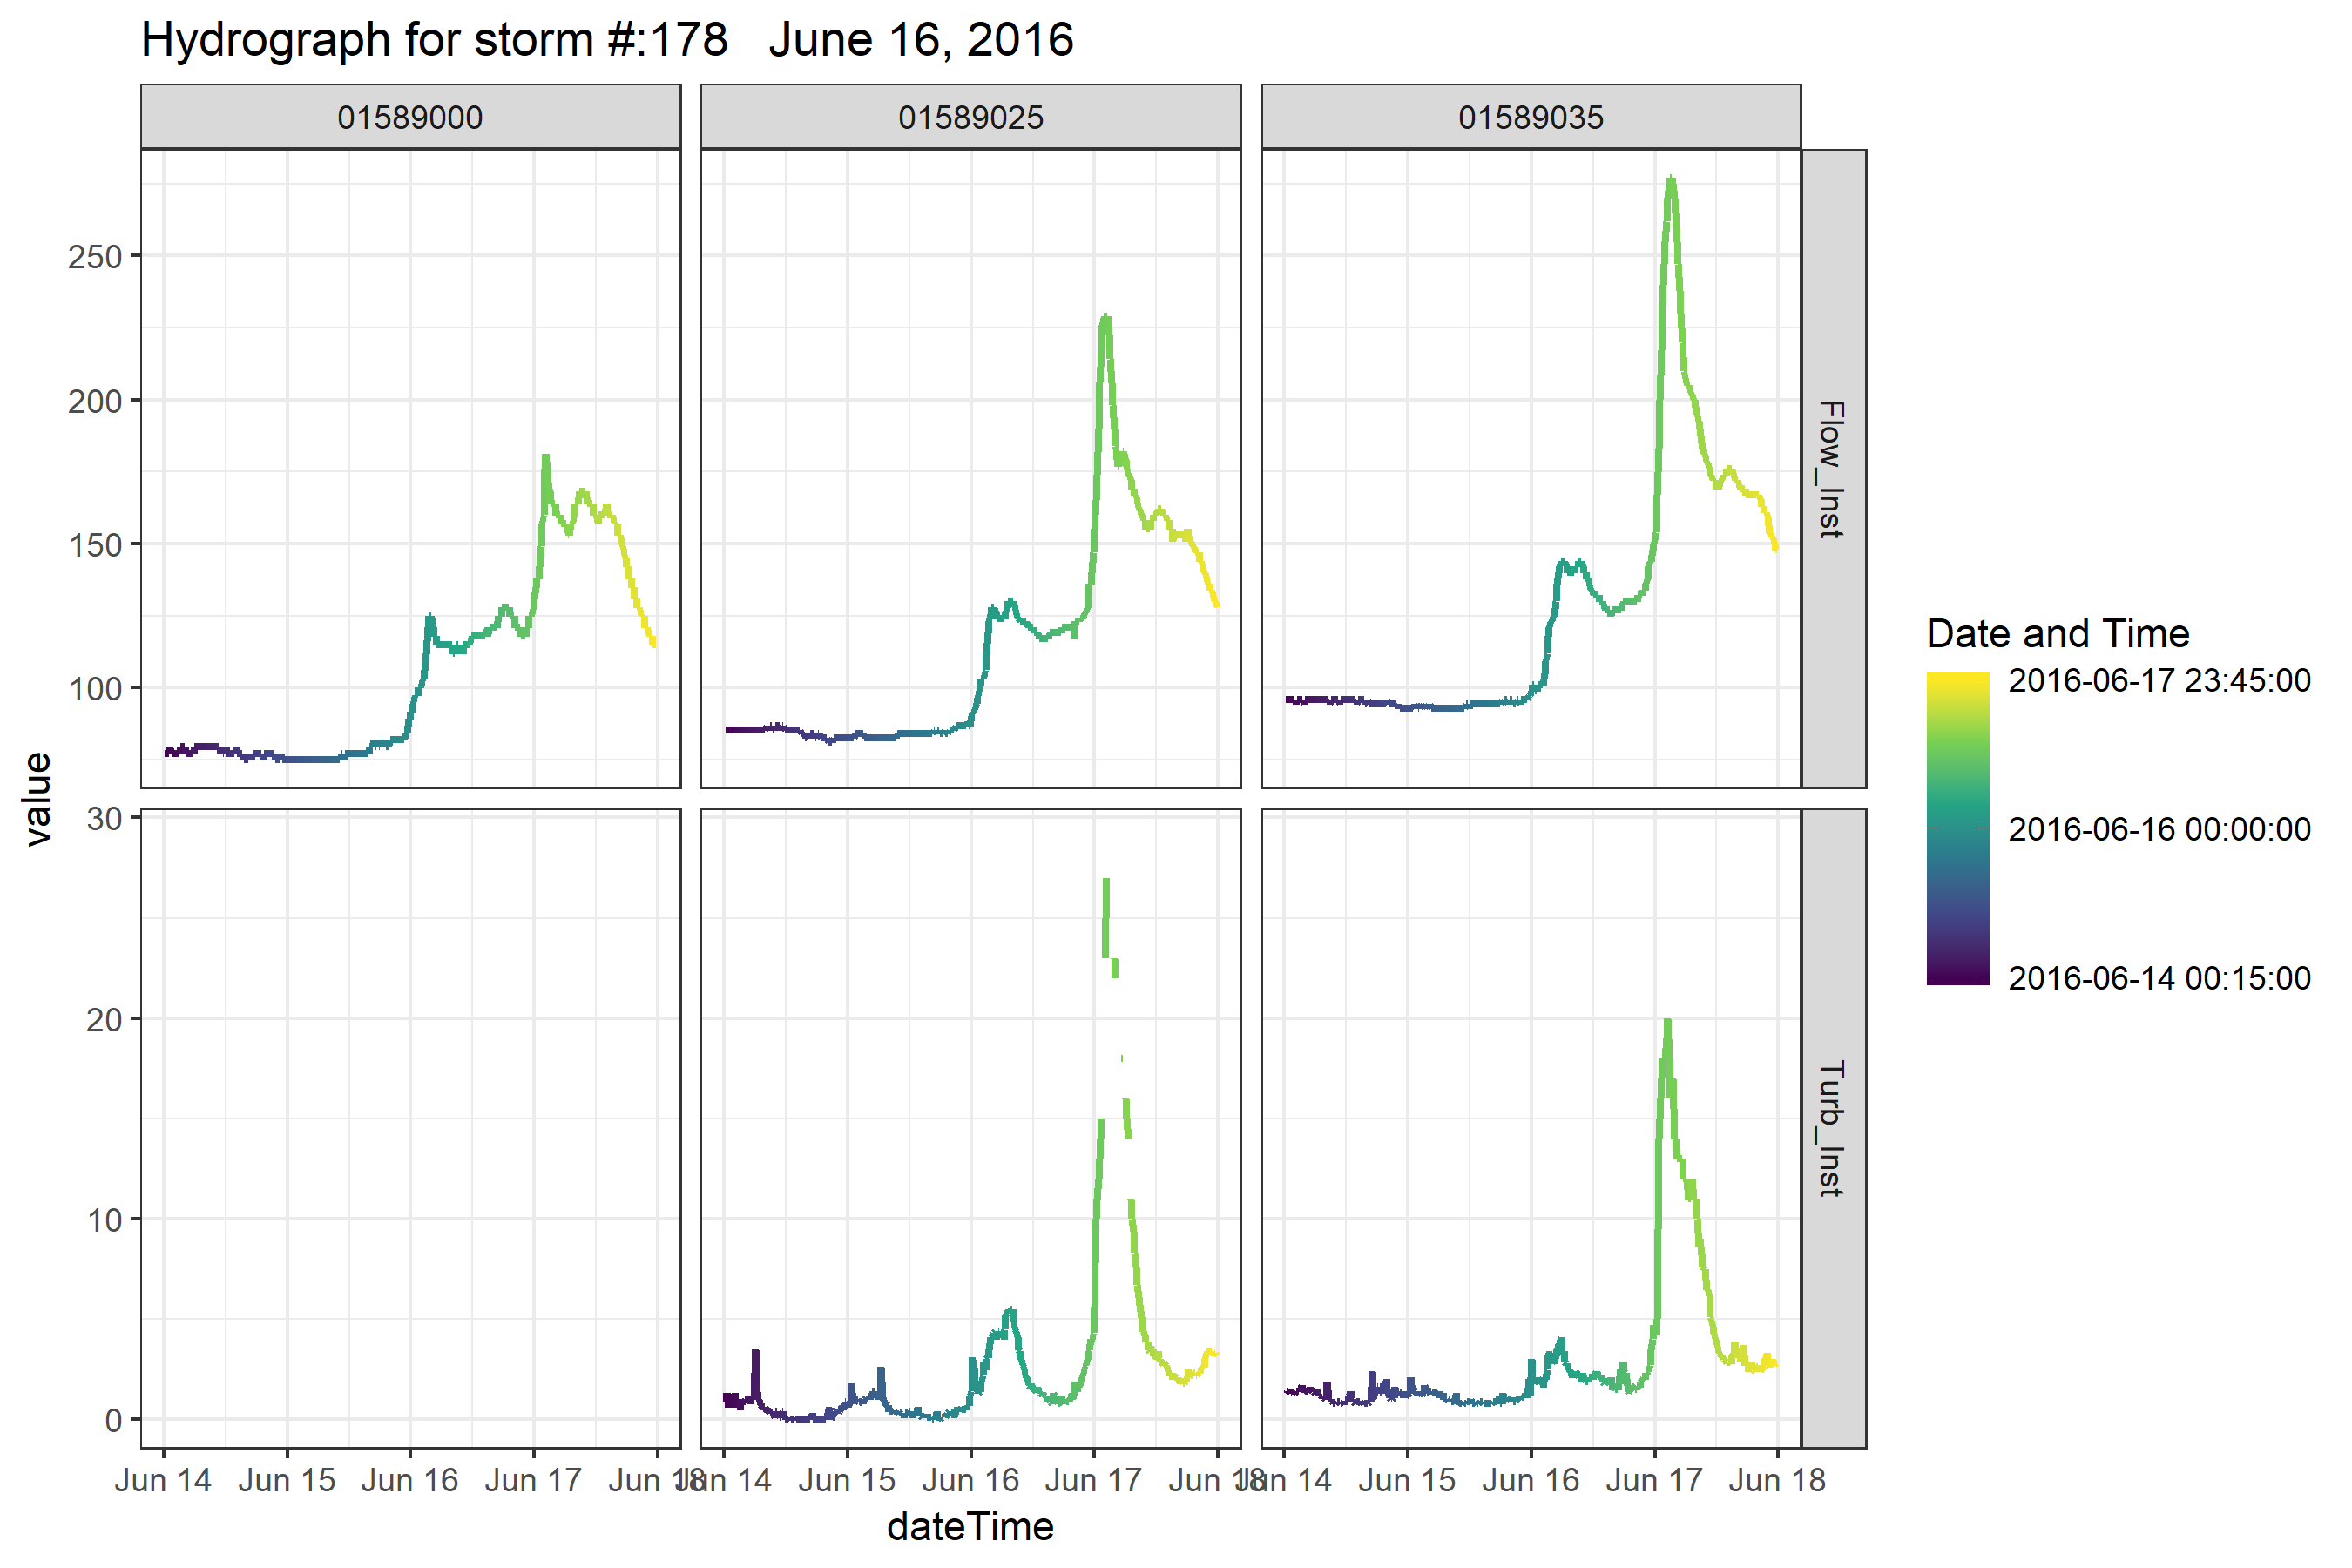 Hydrograph for storm #:178   June 16, 2016
01589000
01589025
01589035
250
200
150
100
Flow_Inst
30
20
10
0
Turb_Inst
value
Jun 14
Jun 15
Jun 16
Jun 17
Jun 18
Jun 14
Jun 15
Jun 16
Jun 17
Jun 18
Jun 14
Jun 15
Jun 16
Jun 17
Jun 18
dateTime
Date and Time
2016-06-17 23:45:00
2016-06-16 00:00:00
2016-06-14 00:15:00